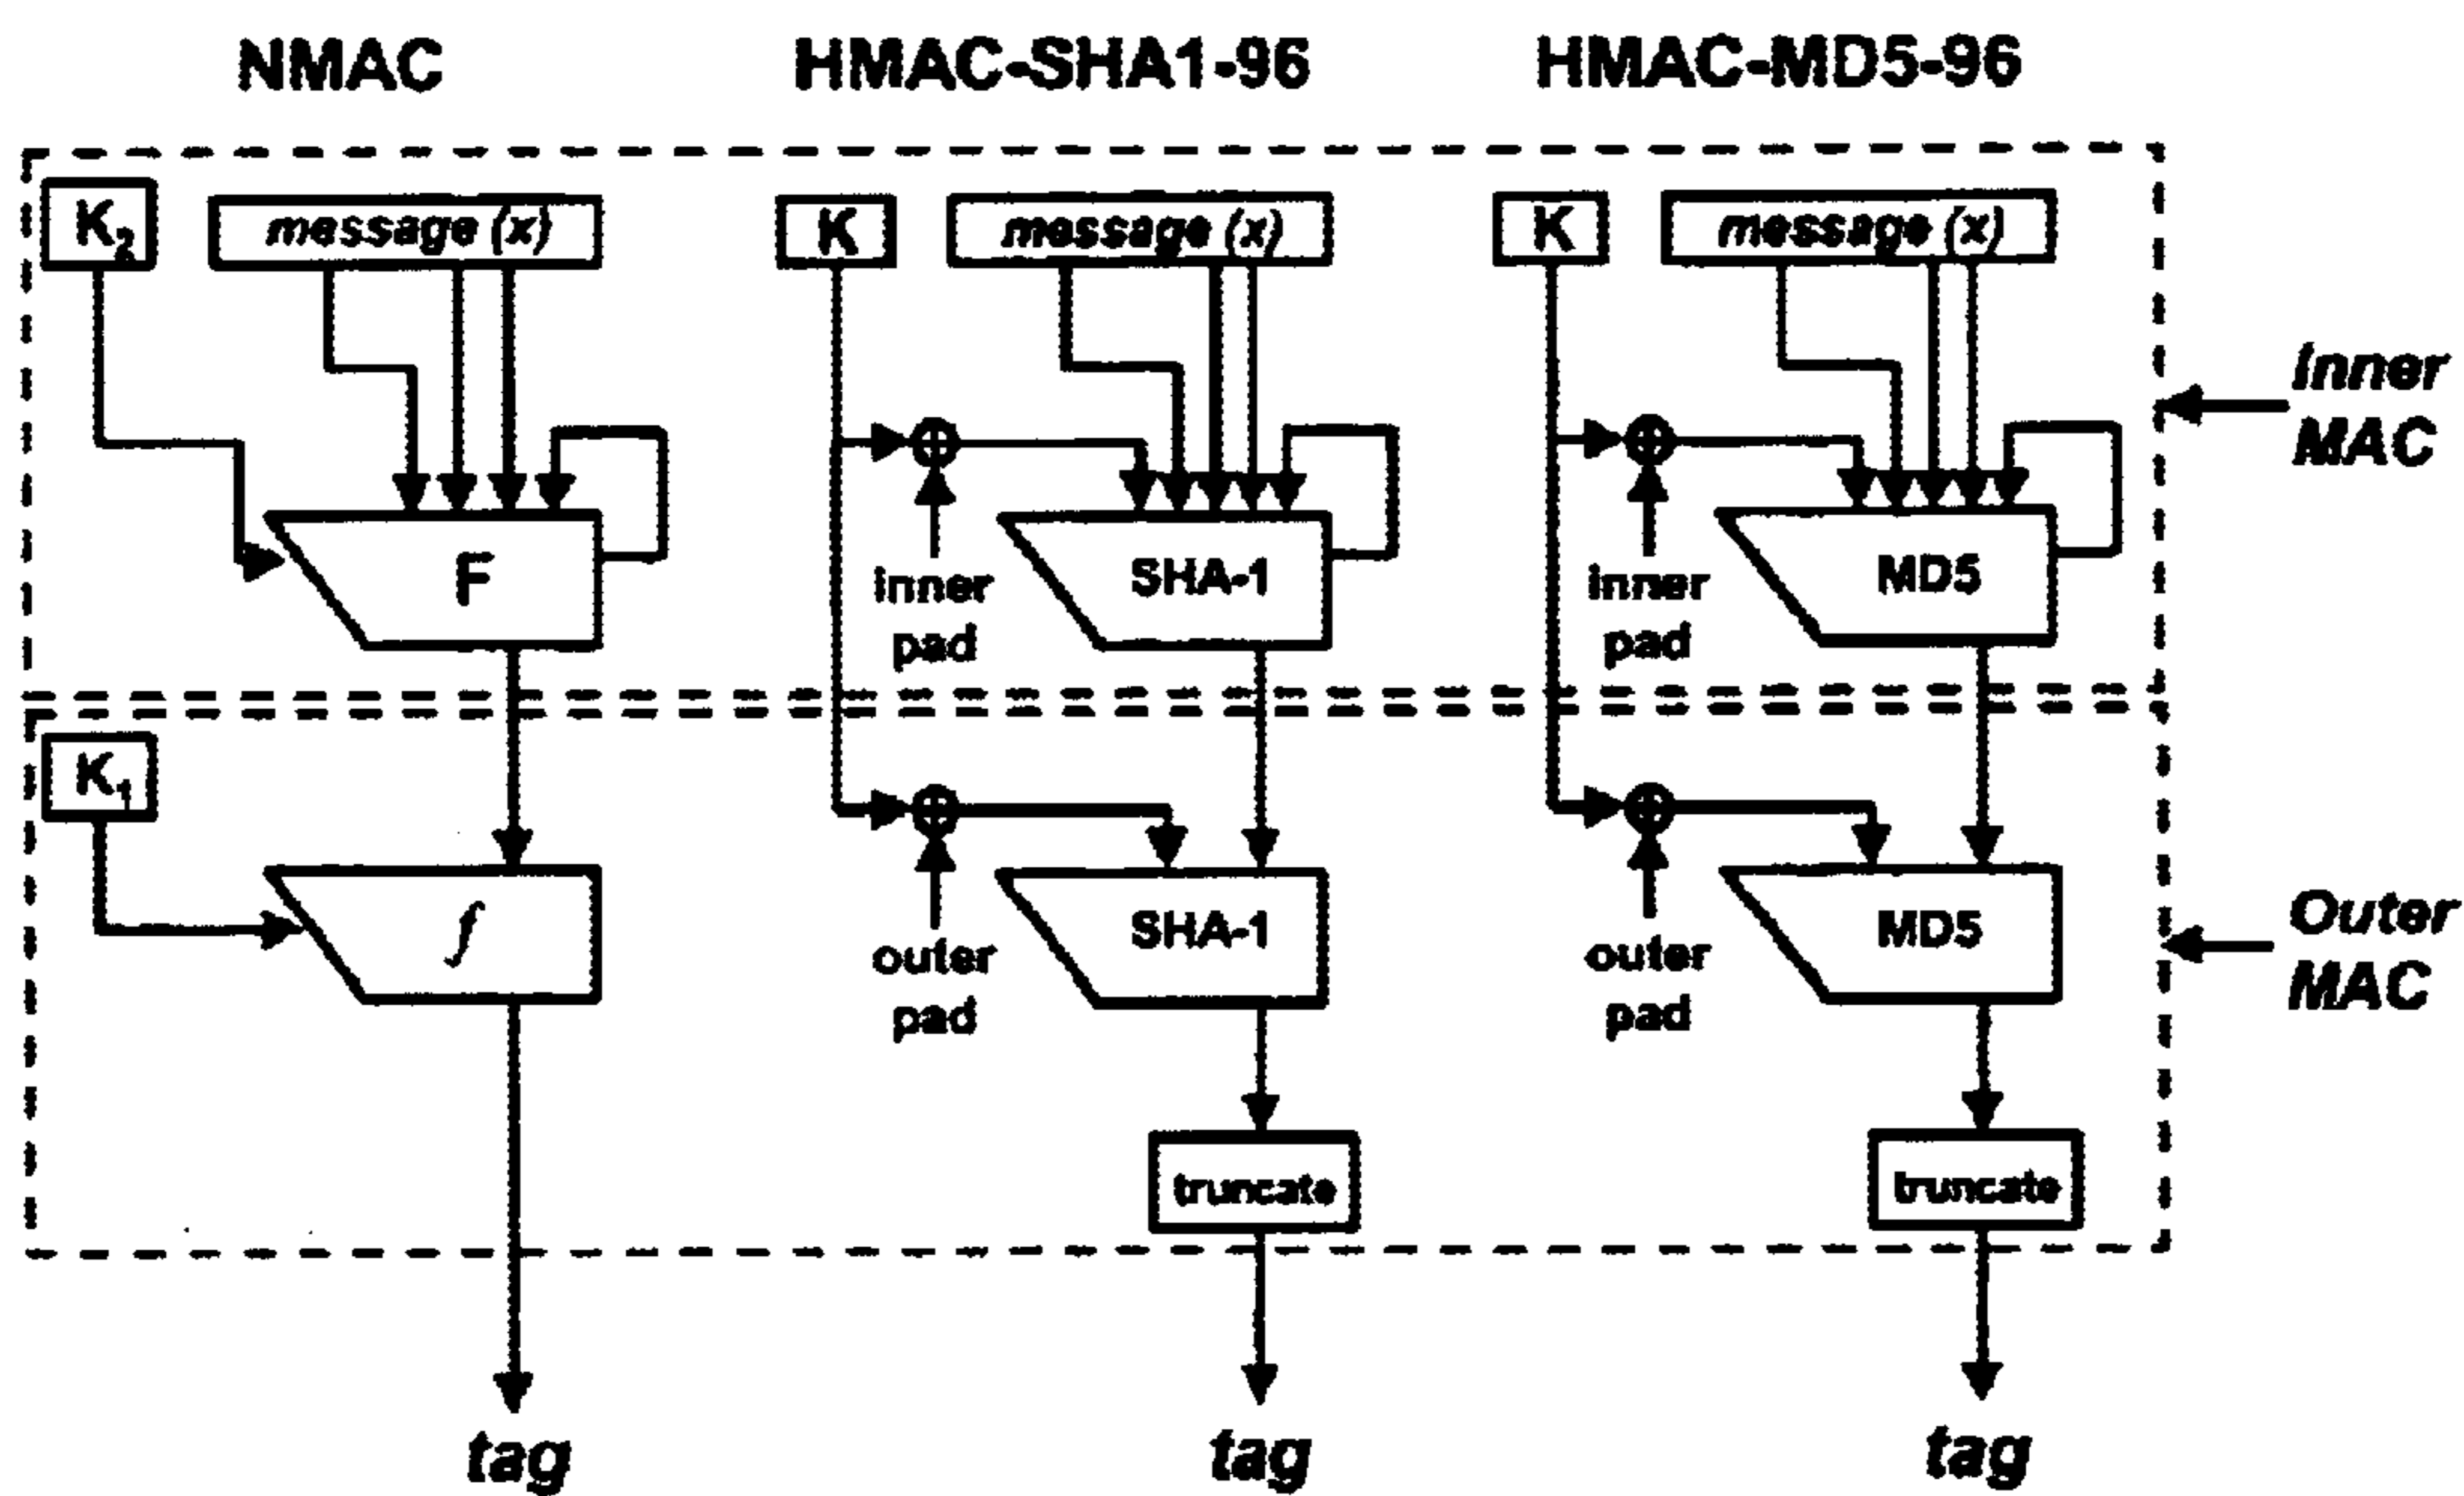 NMAC
HMAC-SHA1-96
HMAC-MD5-96
K₂
message (x)
K
message (x)
K
message (x)
Inner
MAC
F
inner
pad
SHA-1
inner
pad
MD5
K₁
f
outer
pad
SHA-1
outer
pad
MD5
Outer
MAC
truncate
truncate
tag
tag
tag